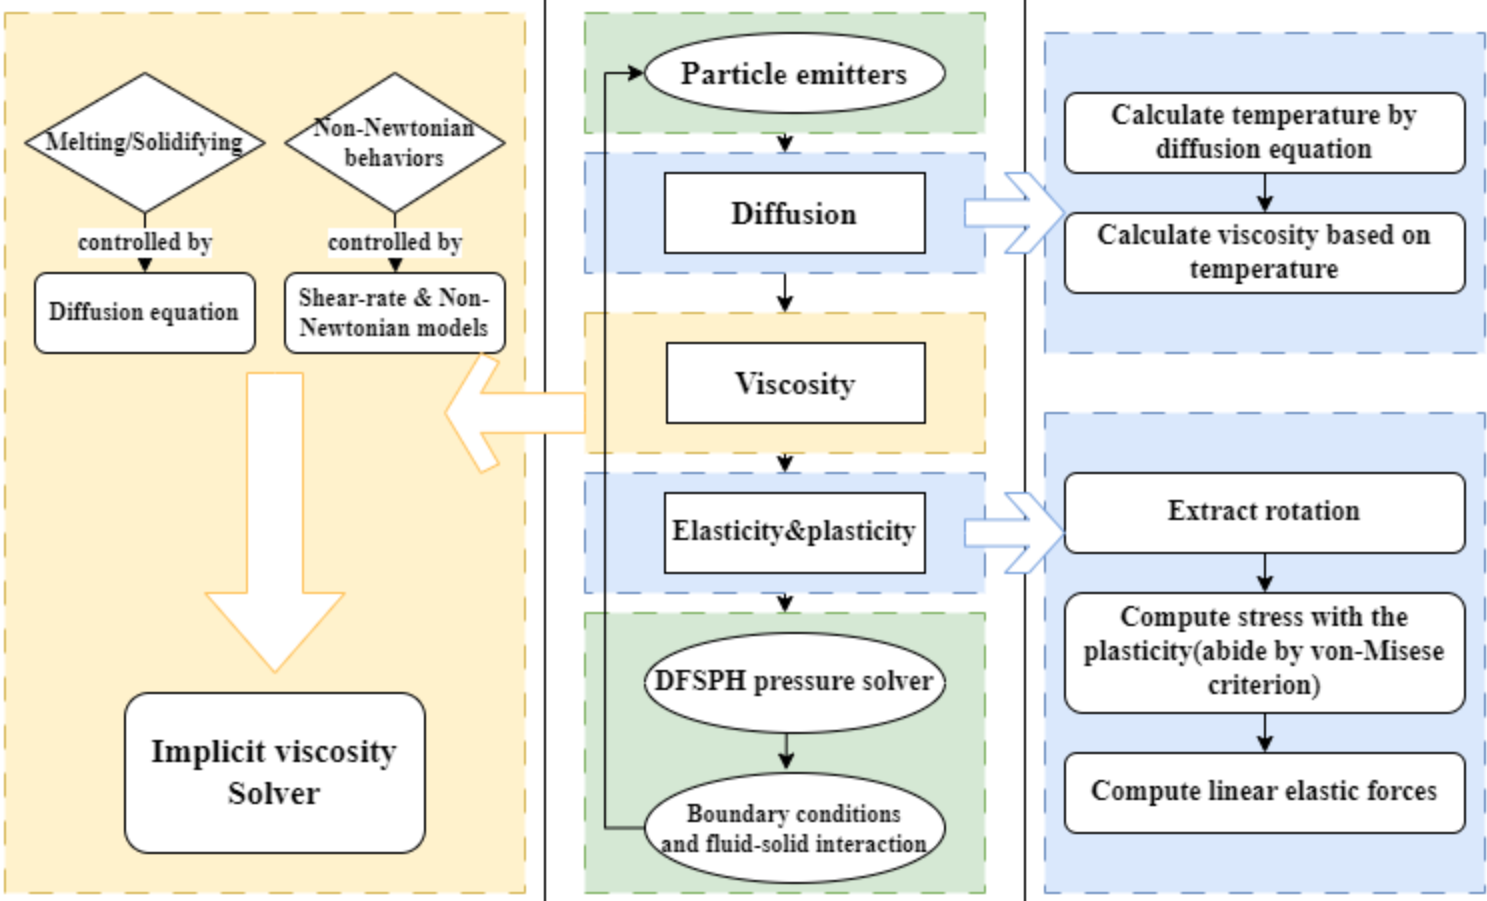 Melting/Solidifying
Non-Newtonian
behaviors
controlled by
controlled by
Diffusion equation
Shear-rate & Non-
Newtonian models
Implicit viscosity
Solver
Particle emitters
Diffusion
Viscosity
Elasticity&plasticity
DFSPH pressure solver
Boundary conditions
and fluid-solid interaction
Calculate temperature by
diffusion equation
Calculate viscosity based on
temperature
Extract rotation
Compute stress with the
plasticity(abide by von-Misese
criterion)
Compute linear elastic forces